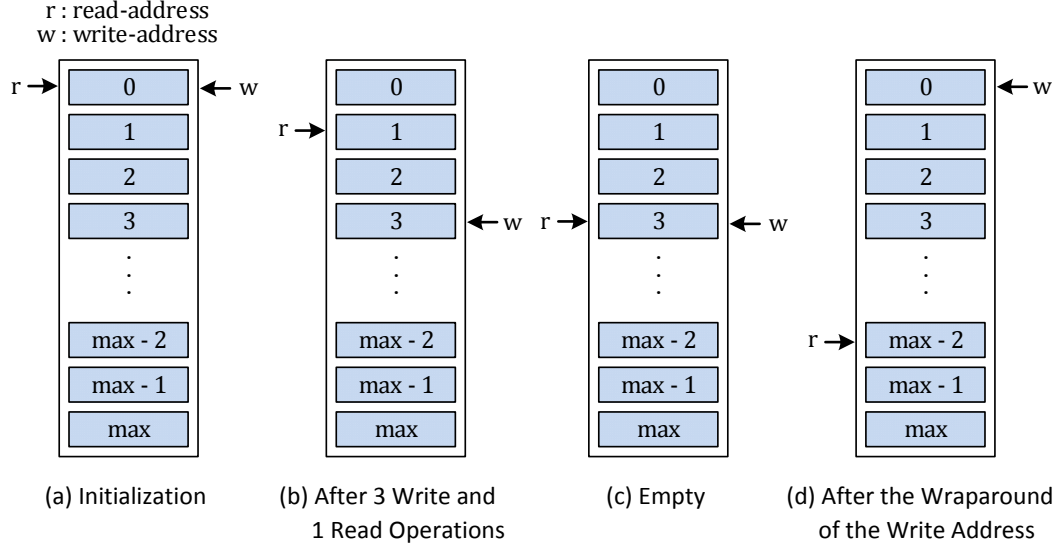 r : read-address
w : write-address
r
0
1
2
3
.
.
.
max - 2
max - 1
max
w
(a) Initialization
r
0
1
2
3
.
.
.
max - 2
max - 1
max
w
(b) After 3 Write and
1 Read Operations
r
0
1
2
3
.
.
.
max - 2
max - 1
max
w
(c) Empty
r
0
1
2
3
.
.
.
max - 2
max - 1
max
w
(d) After the Wraparound
of the Write Address